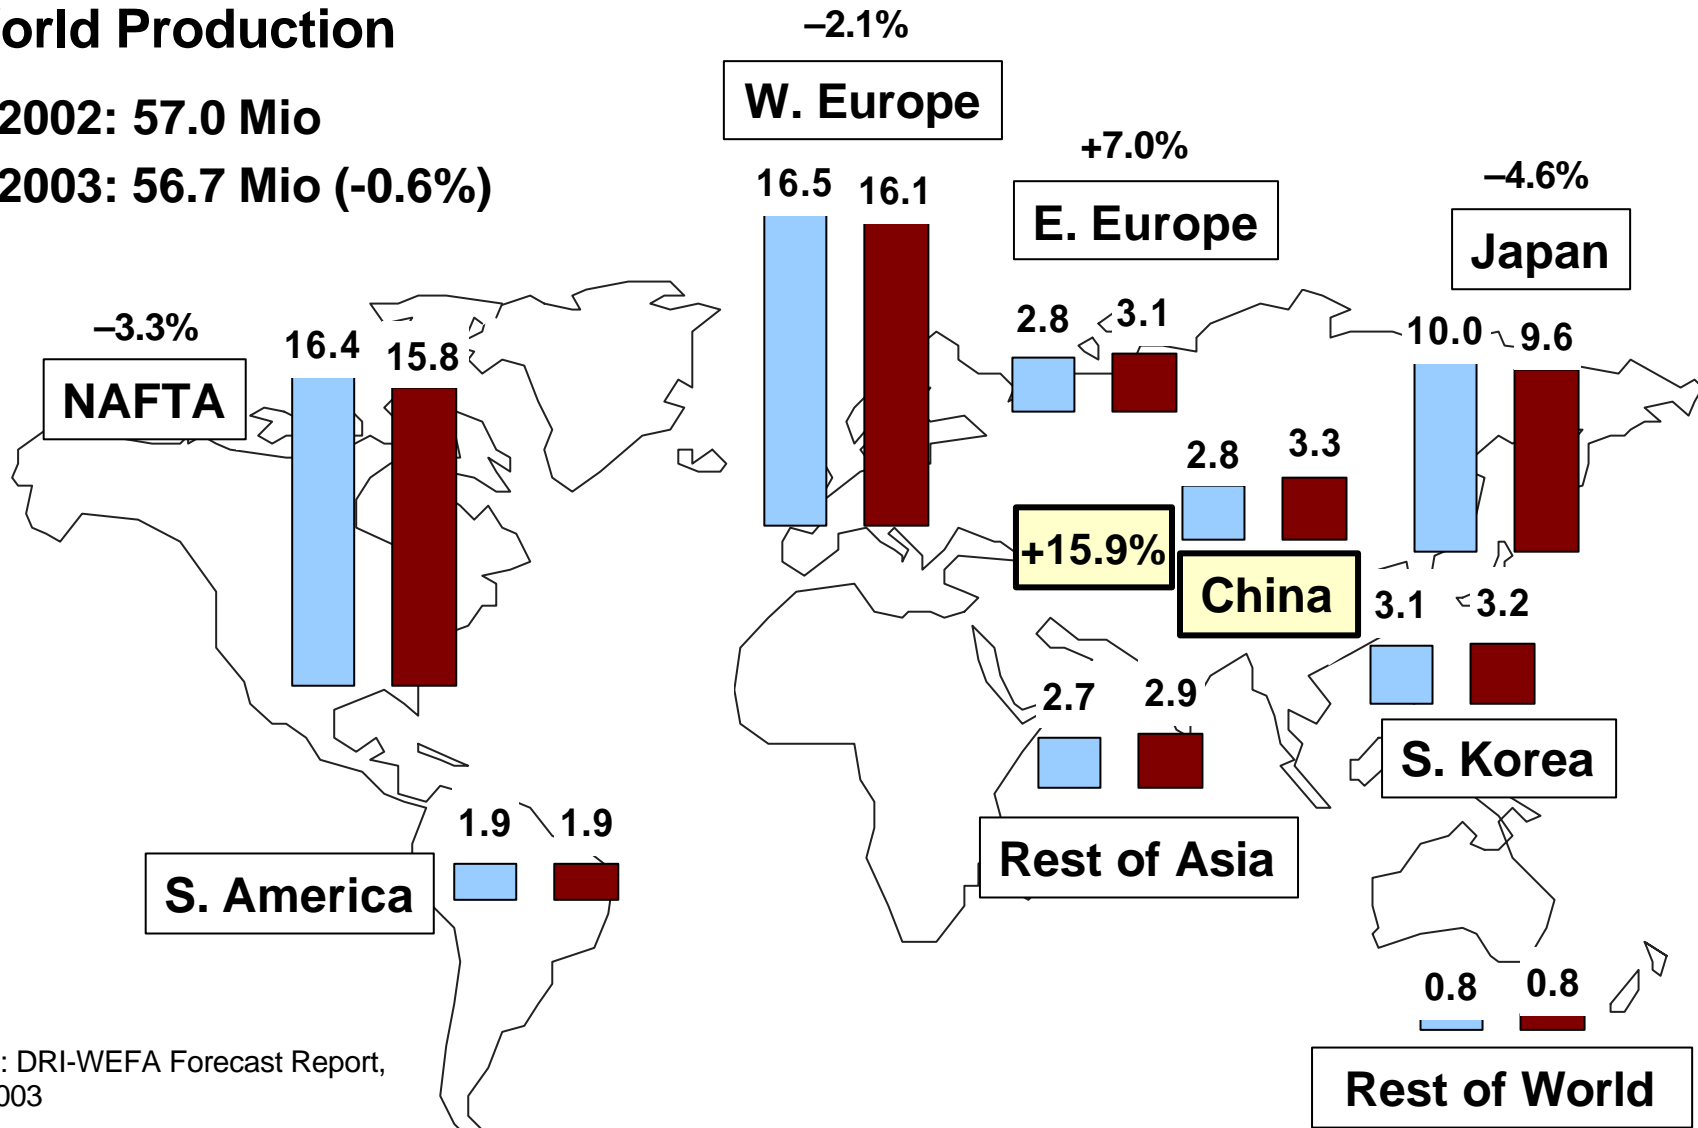 orld Production
2002: 57.0 Mio
2003: 56.7 Mio (-0.6%)
–2.1%
W. Europe
16.5 16.1
+7.0%
E. Europe
2.8 3.1
–4.6%
Japan
10.0 9.6
–3.3%
NAFTA
16.4 15.8
2.8 3.3
+15.9%
China
3.1 3.2
S. Korea
2.7 2.9
Rest of Asia
1.9 1.9
S. America
0.8 0.8
Rest of World
: DRI-WEFA Forecast Report,
003